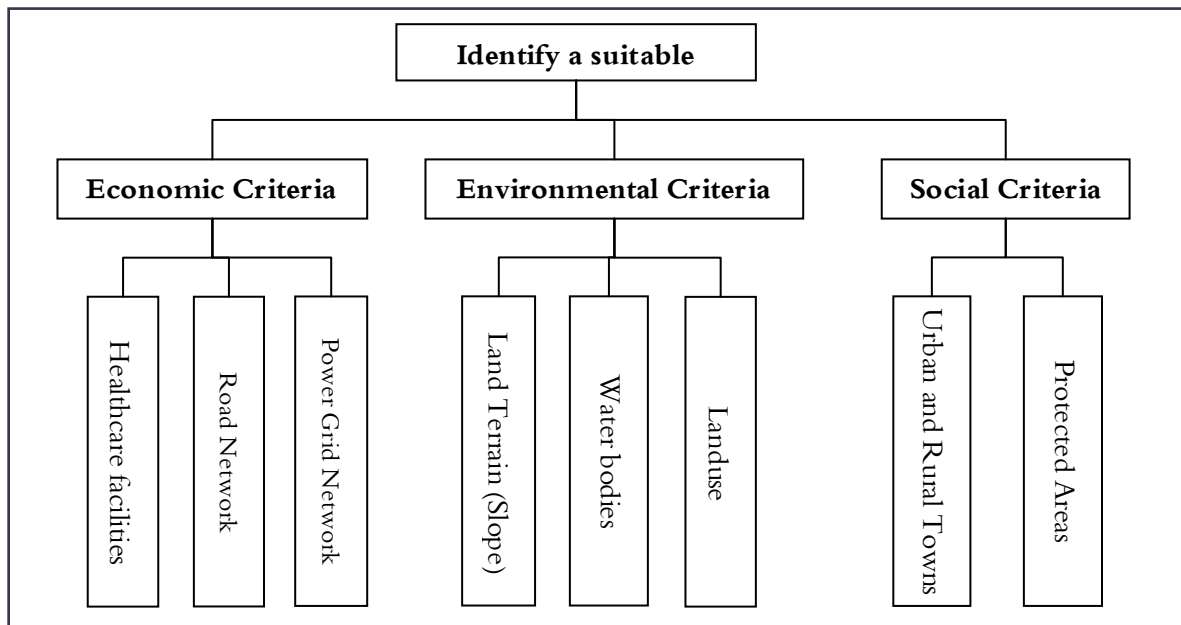 Identify a suitable
Economic Criteria
Environmental Criteria
Social Criteria
Healthcare facilities
Road Network
Power Grid Network
Land Terrain (Slope)
Water bodies
Landuse
Urban and Rural Towns
Protected Areas